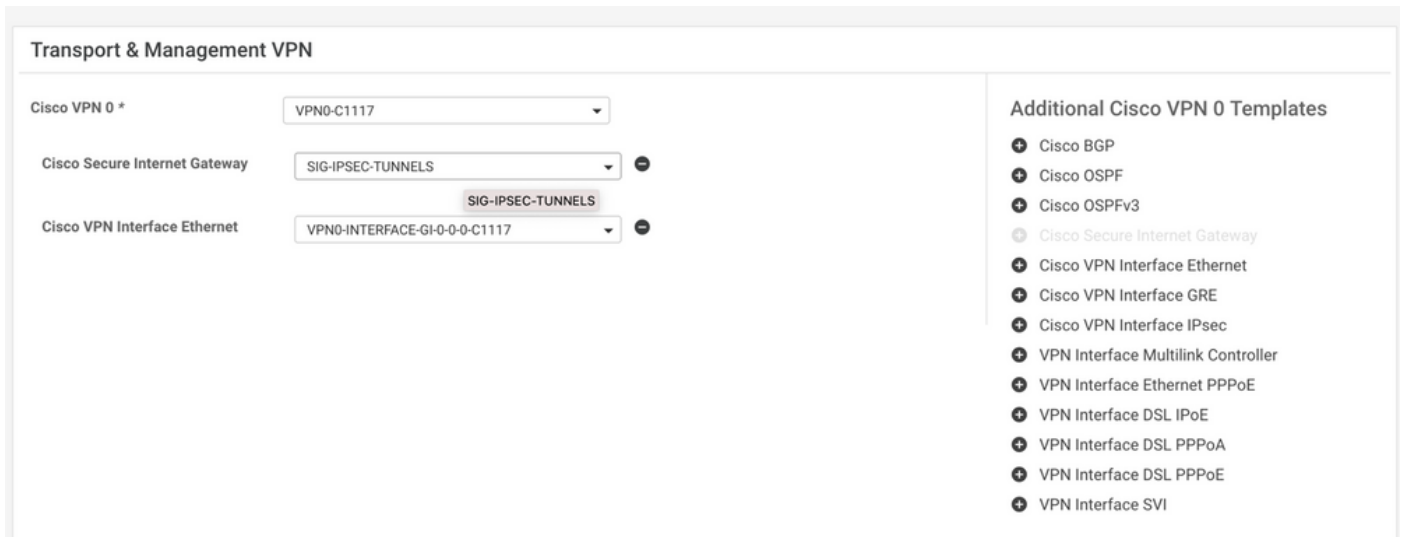 Transport & Management VPN
Cisco VPN 0 *
VPN0-C1117
Cisco Secure Internet Gateway
SIG-IPSEC-TUNNELS
SIG-IPSEC-TUNNELS
Cisco VPN Interface Ethernet
VPN0-INTERFACE-GI-0-0-0-C1117
Additional Cisco VPN 0 Templates
Cisco BGP
Cisco OSPF
Cisco OSPFv3
Cisco Secure Internet Gateway
Cisco VPN Interface Ethernet
Cisco VPN Interface GRE
Cisco VPN Interface IPsec
VPN Interface Multilink Controller
VPN Interface Ethernet PPPoE
VPN Interface DSL IPoE
VPN Interface DSL PPPoA
VPN Interface DSL PPPoE
VPN Interface SVI